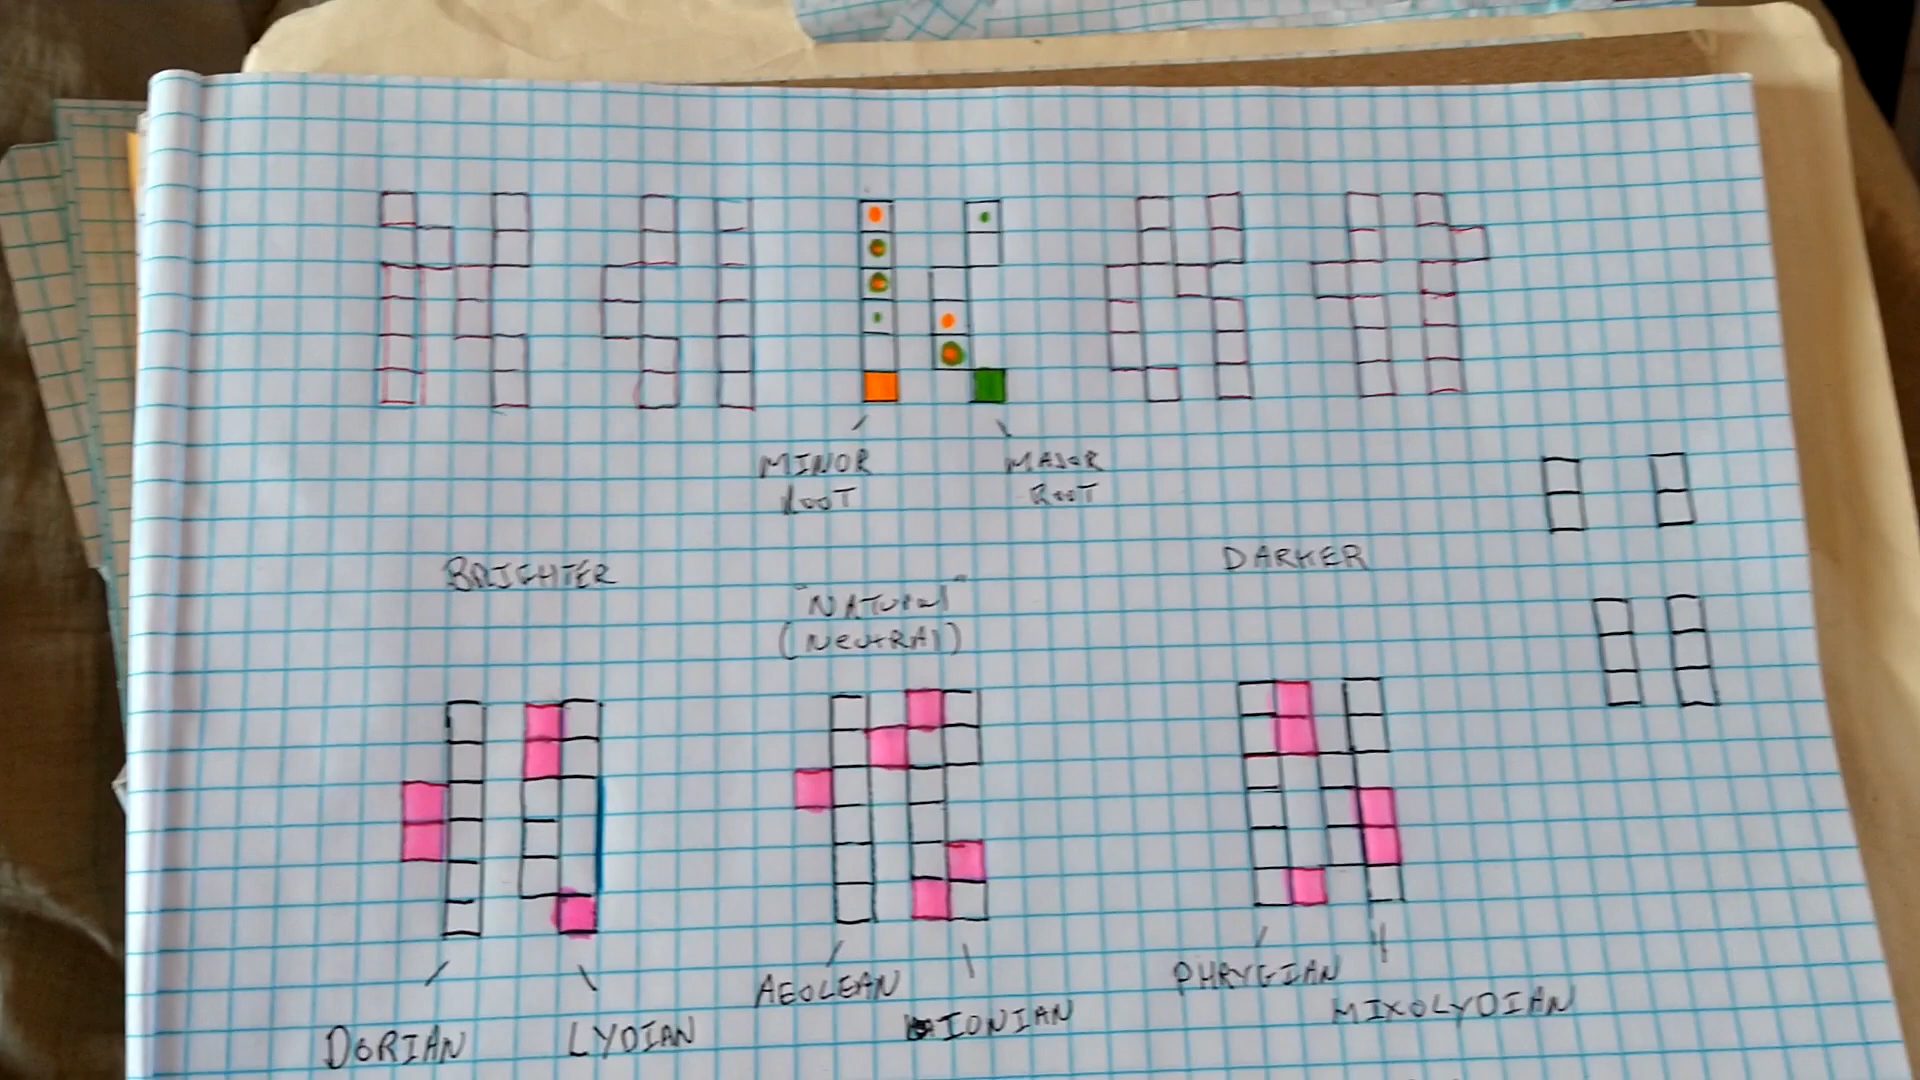 MINOR
ROOT
MAJOR
ROOT
BRIGHTER
"NATURAL"
(NEUTRAL)
DARKER
DORIAN
LYDIAN
AEOLEAN
IONIAN
PHRYGIAN
MIXOLYDIAN